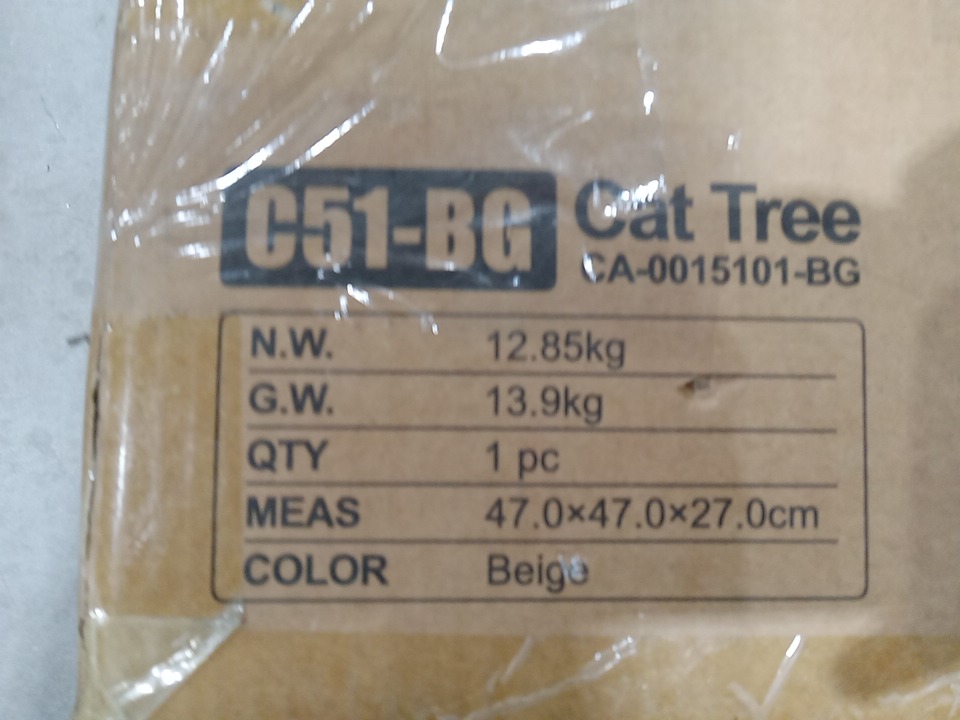 C51-BG Cat Tree
CA-0015101-BG
N.W. 12.85kg
G.W. 13.9kg
QTY 1 pc
MEAS 47.0×47.0×27.0cm
COLOR Beige